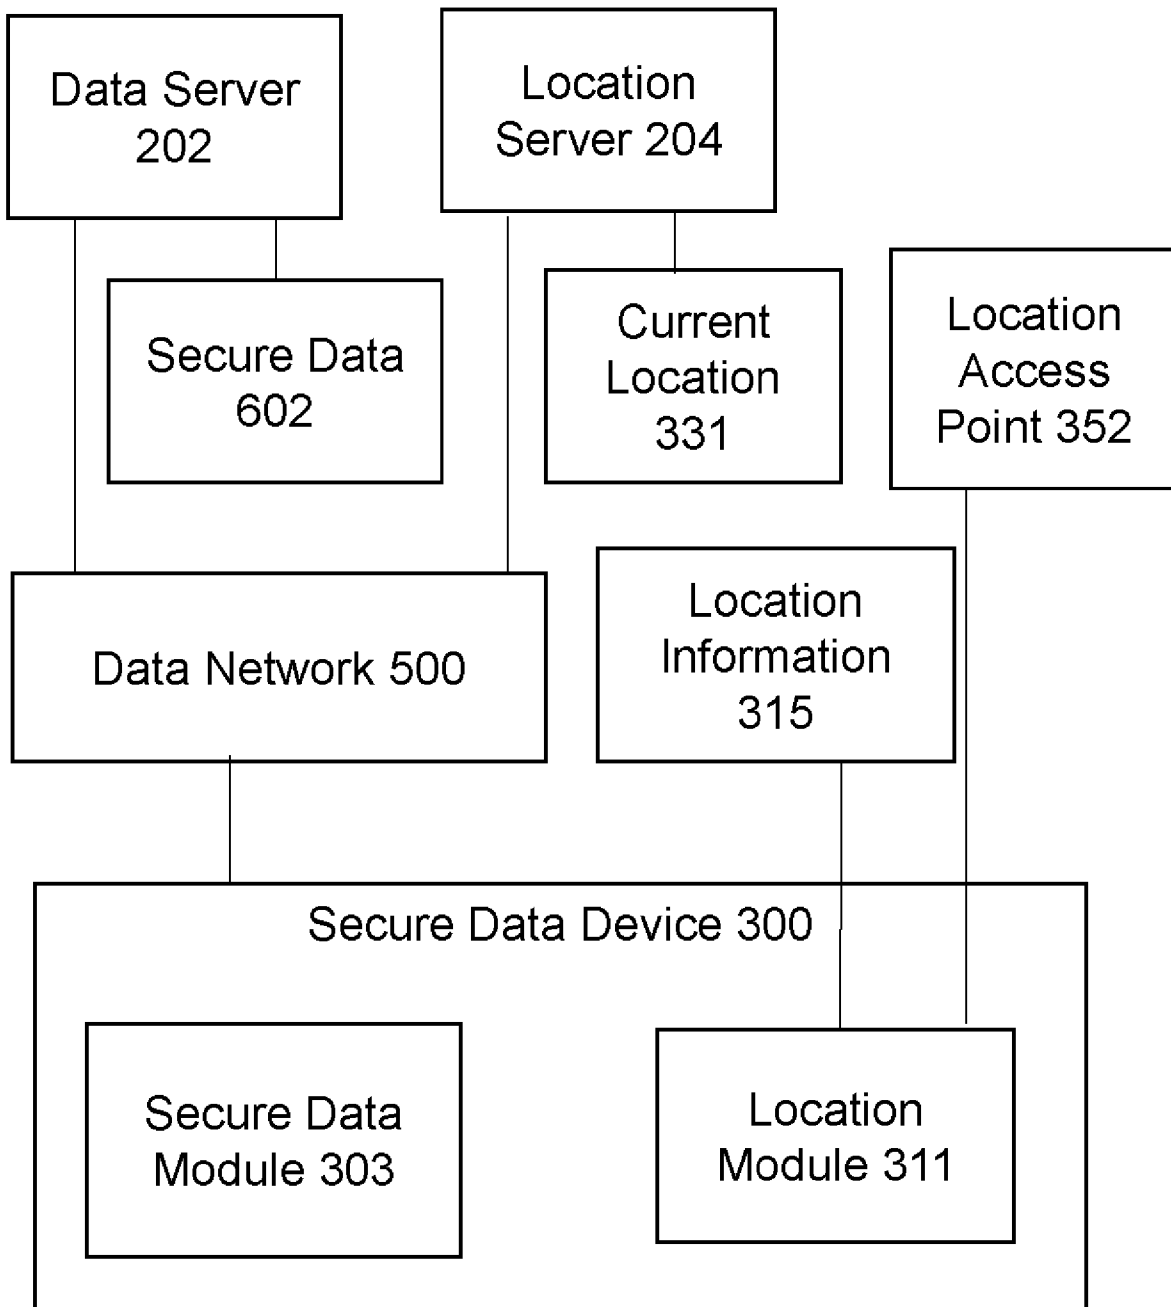 Data Server
202
Location
Server 204
Secure Data
602
Current
Location
331
Location
Access
Point 352
Data Network 500
Location
Information
315
Secure Data Device 300
Secure Data
Module 303
Location
Module 311